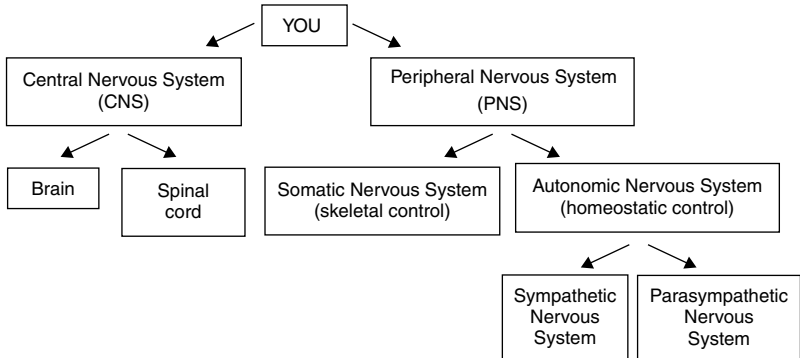 YOU
Central Nervous System
(CNS)
Peripheral Nervous System
(PNS)
Brain
Spinal
cord
Somatic Nervous System
(skeletal control)
Autonomic Nervous System
(homeostatic control)
Sympathetic
Nervous
System
Parasympathetic
Nervous
System